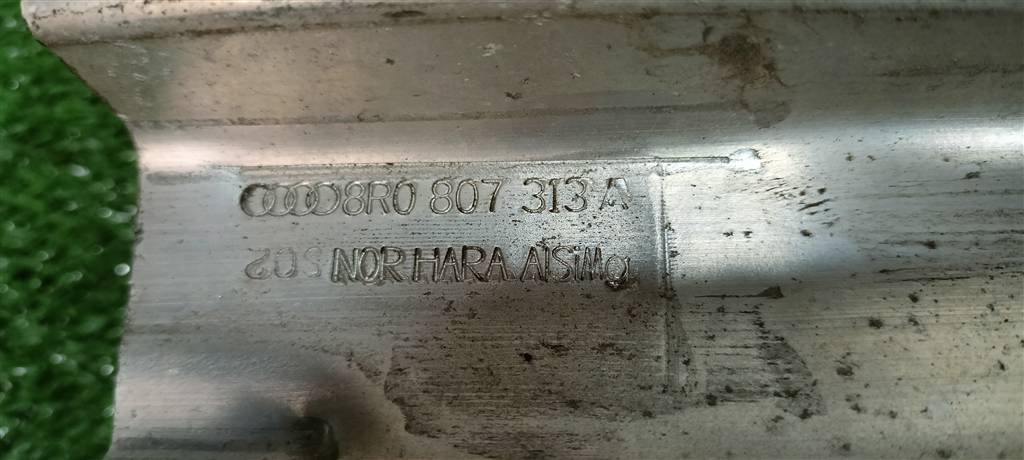 8R0 807 313 A
NOR HARA AlSiMg